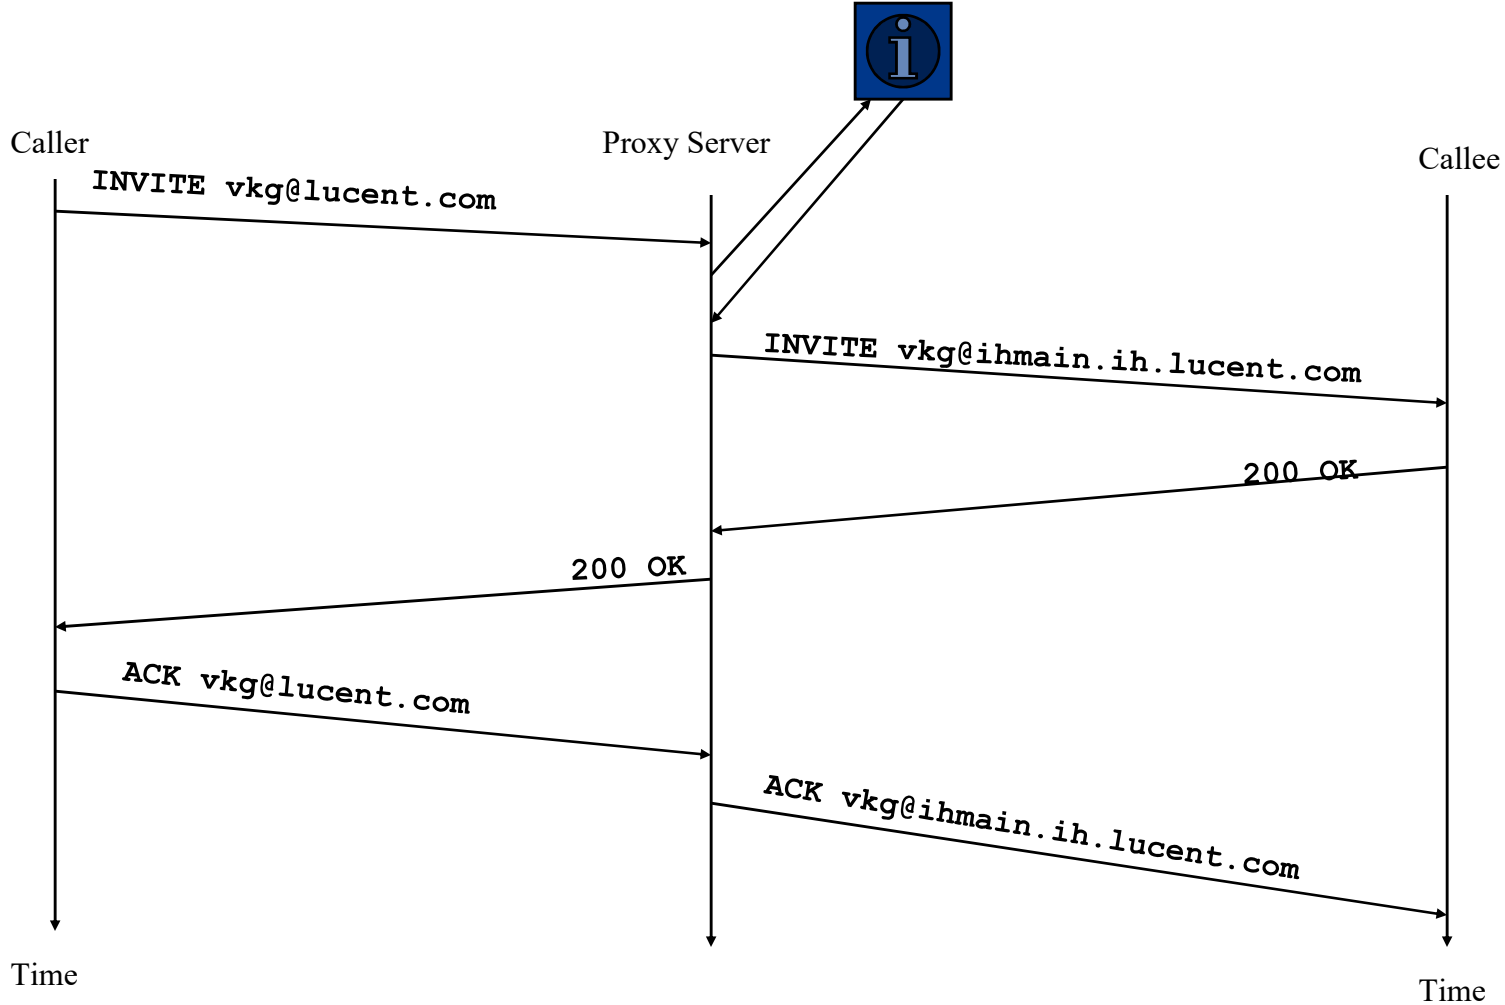 i
Caller
Proxy Server
Callee
INVITE vkg@lucent.com
INVITE vkg@ihmain.ih.lucent.com
200 OK
200 OK
ACK vkg@lucent.com
ACK vkg@ihmain.ih.lucent.com
Time
Time